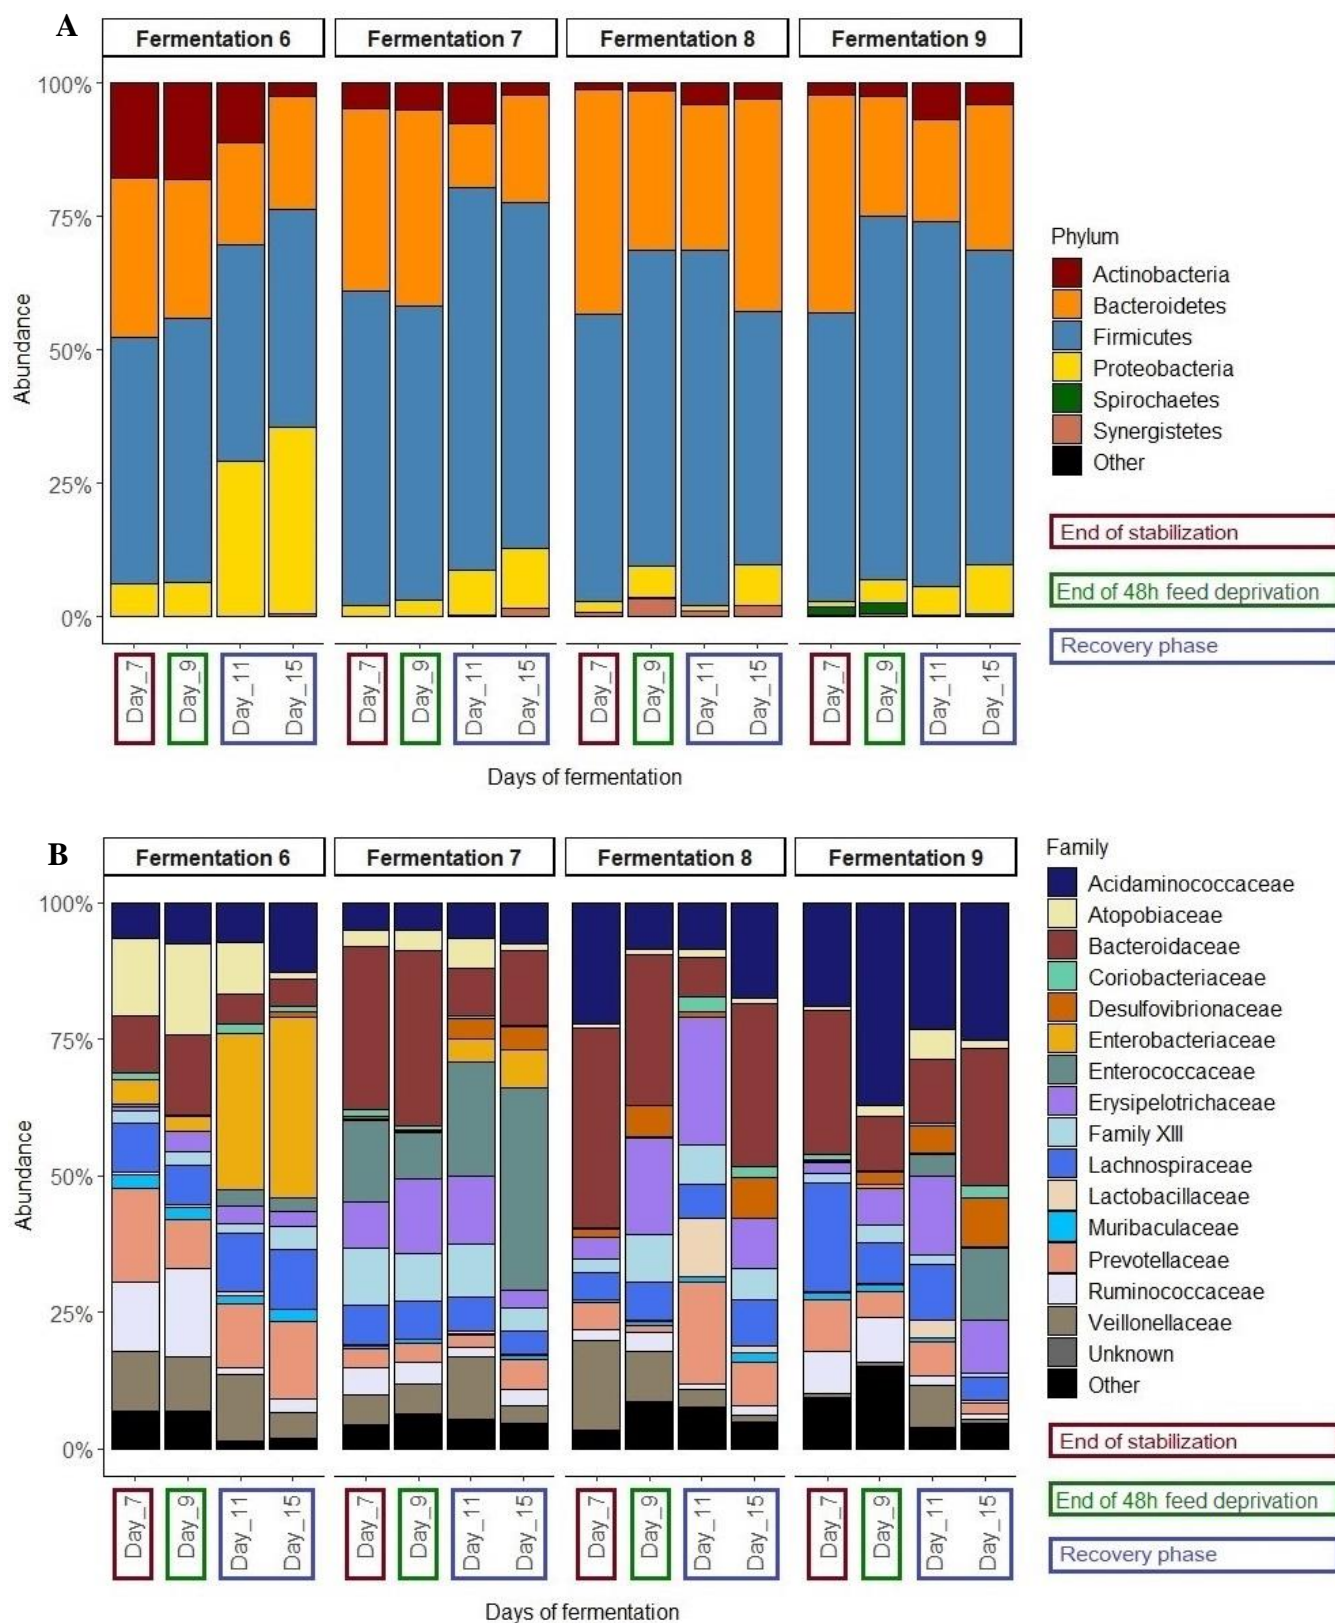 A
Fermentation 6 Fermentation 7 Fermentation 8 Fermentation 9
100%
75%
50%
25%
0%
Abundance
Day_7 Day_9 Day_11 Day_15 Day_7 Day_9 Day_11 Day_15 Day_7 Day_9 Day_11 Day_15 Day_7 Day_9 Day_11 Day_15
Days of fermentation
Phylum
Actinobacteria
Bacteroidetes
Firmicutes
Proteobacteria
Spirochaetes
Synergistetes
Other
End of stabilization
End of 48h feed deprivation
Recovery phase
B
Fermentation 6 Fermentation 7 Fermentation 8 Fermentation 9
100%
75%
50%
25%
0%
Abundance
Day_7 Day_9 Day_11 Day_15 Day_7 Day_9 Day_11 Day_15 Day_7 Day_9 Day_11 Day_15 Day_7 Day_9 Day_11 Day_15
Days of fermentation
Family
Acidaminococcaceae
Atopobiaceae
Bacteroidaceae
Coriobacteriaceae
Desulfovibrionaceae
Enterobacteriaceae
Enterococcaceae
Erysipelotrichaceae
Family XIII
Lachnospiraceae
Lactobacillaceae
Muribaculaceae
Prevotellaceae
Ruminococcaceae
Veillonellaceae
Unknown
Other
End of stabilization
End of 48h feed deprivation
Recovery phase